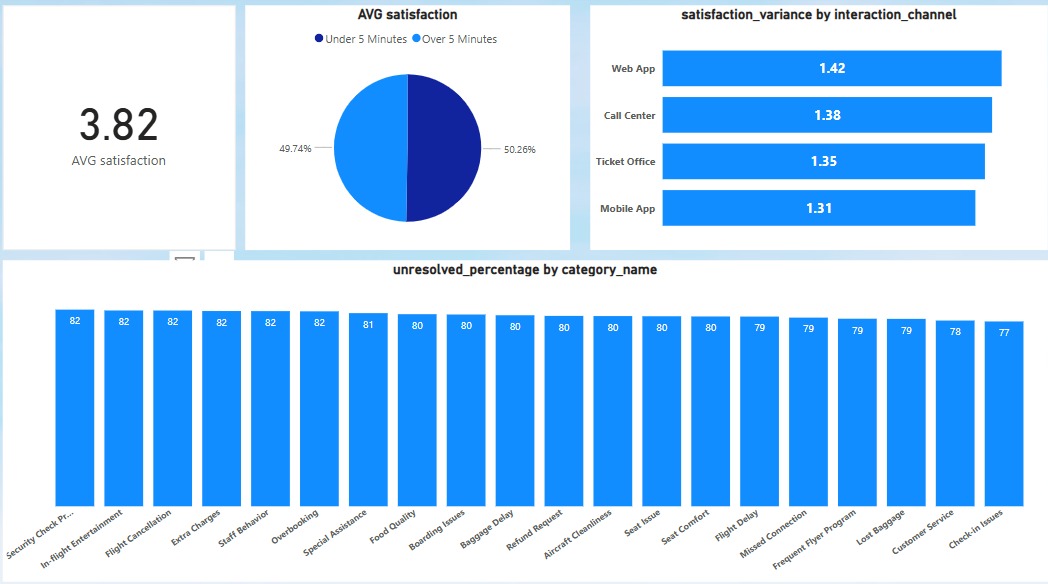 3.82
AVG satisfaction
AVG satisfaction
Under 5 Minutes Over 5 Minutes
49.74%
50.26%
satisfaction_variance by interaction_channel
Web App 1.42
Call Center 1.38
Ticket Office 1.35
Mobile App 1.31
unresolved_percentage by category_name
82 82 82 82 82 82 81 80 80 80 80 80 80 80 79 79 79 79 78 77
Security Check Pr...
In-flight Entertainment
Flight Cancellation
Extra Charges
Staff Behavior
Overbooking
Special Assistance
Food Quality
Boarding Issues
Baggage Delay
Refund Request
Aircraft Cleanliness
Seat Issue
Seat Comfort
Flight Delay
Missed Connection
Frequent Flyer Program
Lost Baggage
Customer Service
Check-in Issues